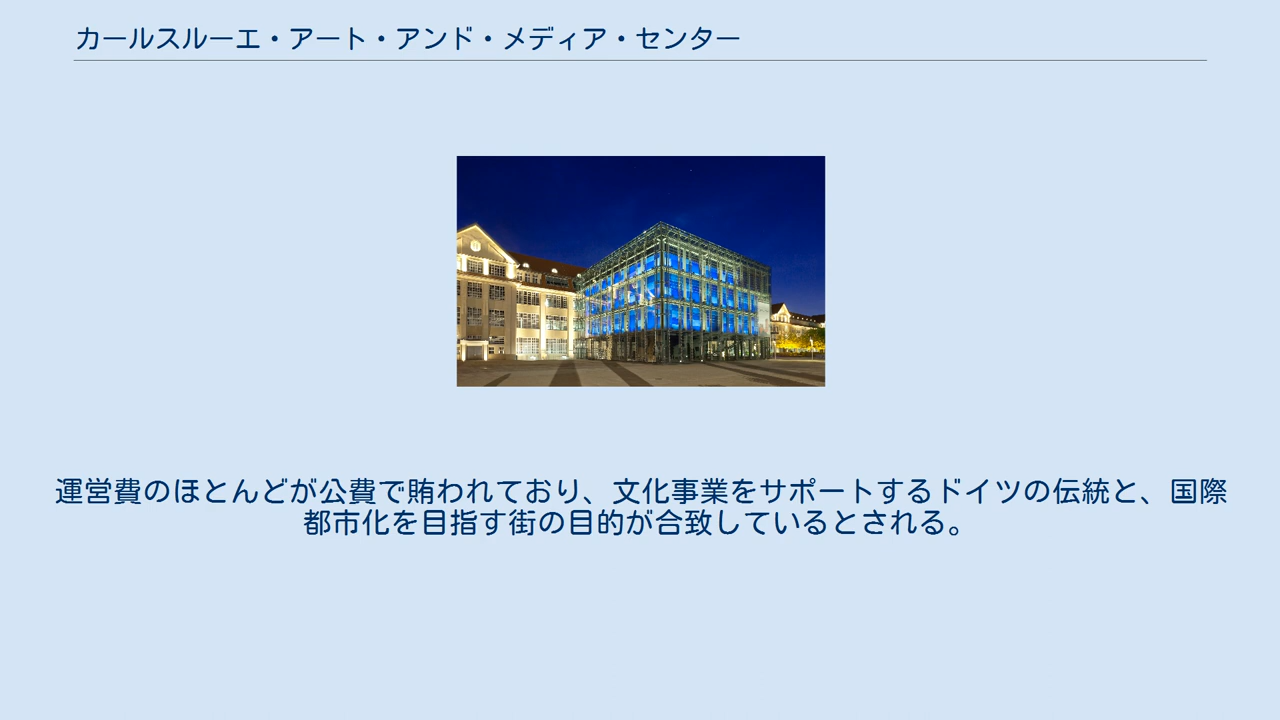 カールスルーエ・アート・アンド・メディア・センター
運営費のほとんどが公費で賄われており、文化事業をサポートするドイツの伝統と、国際
都市化を目指す街の目的が合致しているとされる。